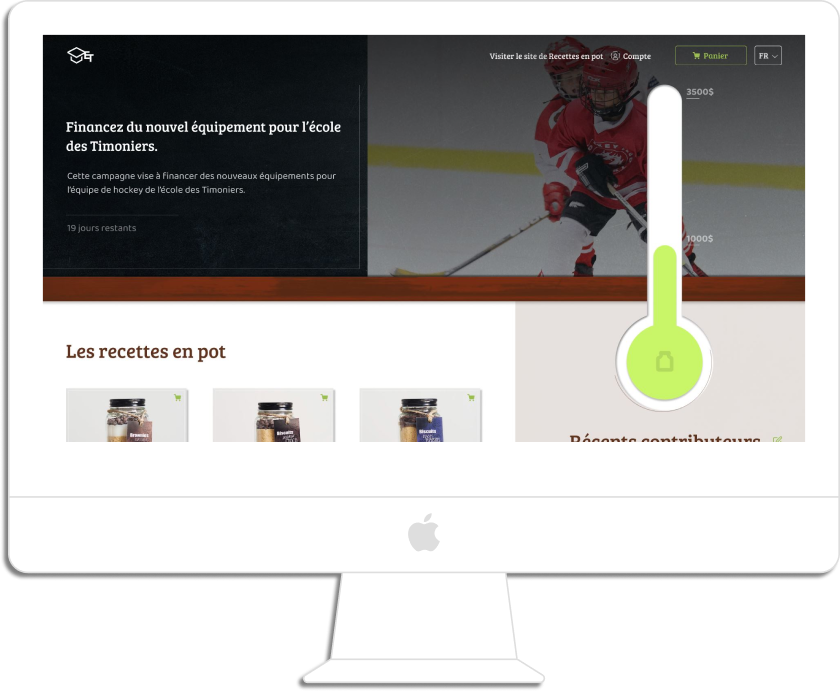 Visiter le site de Recettes en pot Compte Panier FR
3500$
Financez du nouvel équipement pour l'école
des Timoniers.
Cette campagne vise à financer des nouveaux équipements pour
l'équipe de hockey de l'école des Timoniers.
19 jours restants
1000$
Les recettes en pot
Biscuits
Biscuits
Biscuits
Récents contributeurs